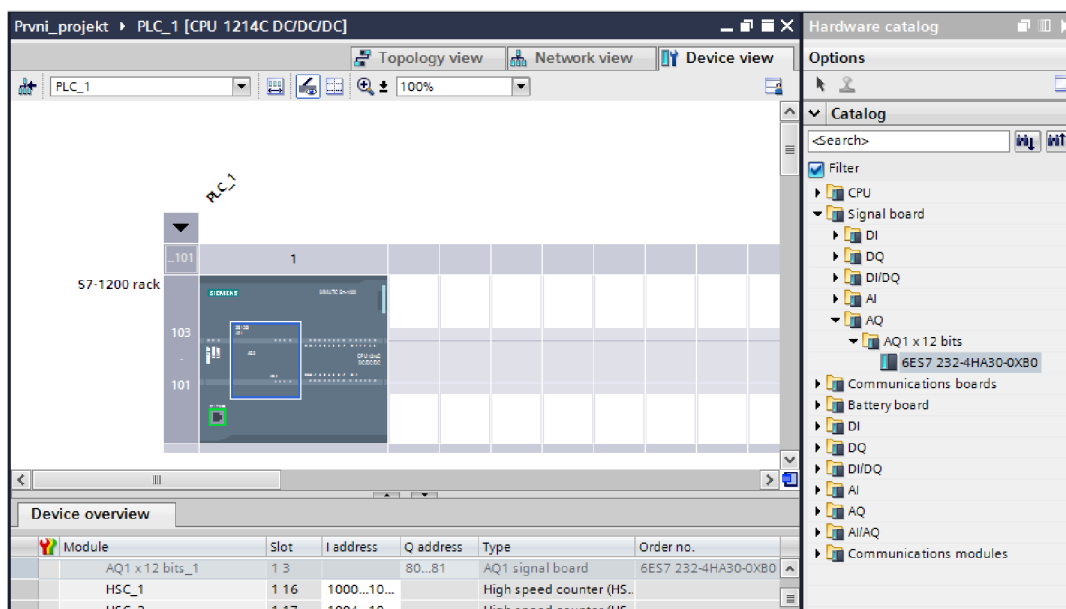 Prvni_projekt ▸ PLC_1 [CPU 1214C DC/DC/DC]
Hardware catalog
Topology view
Network view
Device view
Options
PLC_1
100%
Catalog
<Search>
Filter
PLC_1
CPU
Signal board
DI
DQ
DI/DQ
AI
AQ
AQ1 x 12 bits
6ES7 232-4HA30-0XB0
Communications boards
Battery board
DI
DQ
DI/DQ
AI
AQ
AI/AQ
Communications modules
..101
1
S7-1200 rack
SIEMENS
103
-
101
Device overview
Module Slot I address Q address Type Order no.
AQ1 x 12 bits_1 1 3 80...81 AQ1 signal board 6ES7 232-4HA30-0XB0
HSC_1 1 16 1000...10... High speed counter (HS..